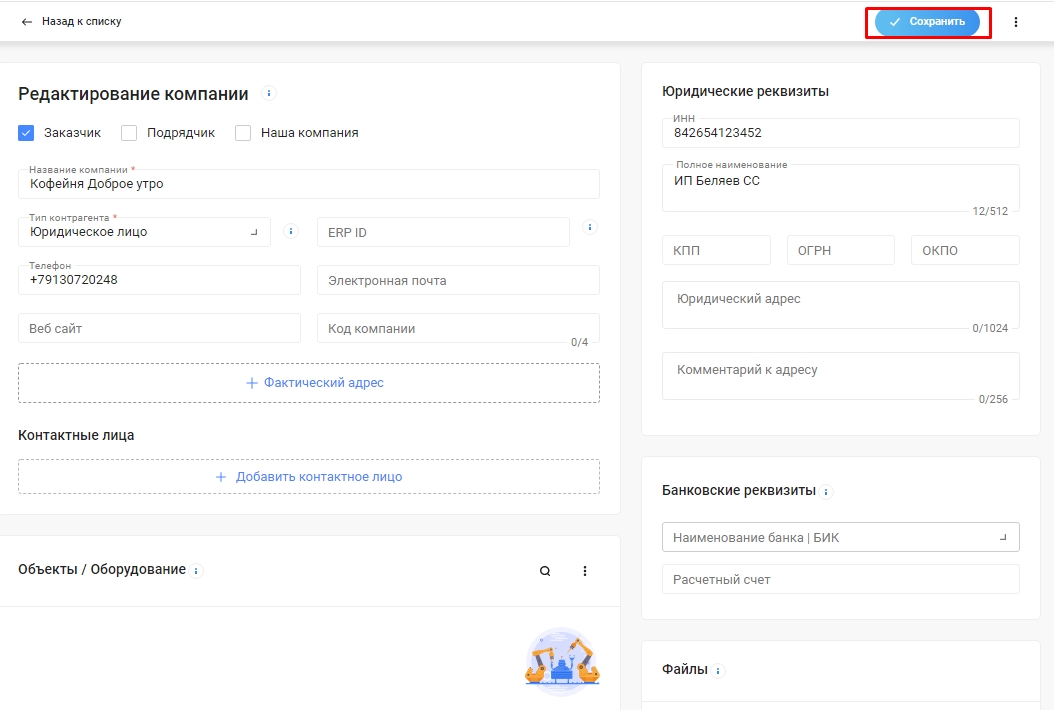 Назад к списку
Сохранить
Редактирование компании
Заказчик
Подрядчик
Наша компания
Название компании *
Кофейня Доброе утро
Тип контрагента *
Юридическое лицо
ERP ID
Телефон
+79130720248
Электронная почта
Веб сайт
Код компании
0/4
Фактический адрес
Контактные лица
Добавить контактное лицо
Объекты / Оборудование
Юридические реквизиты
ИНН
842654123452
Полное наименование
ИП Беляев СС
12/512
КПП
ОГРН
ОКПО
Юридический адрес
0/1024
Комментарий к адресу
0/256
Банковские реквизиты
Наименование банка | БИК
Расчетный счет
Файлы